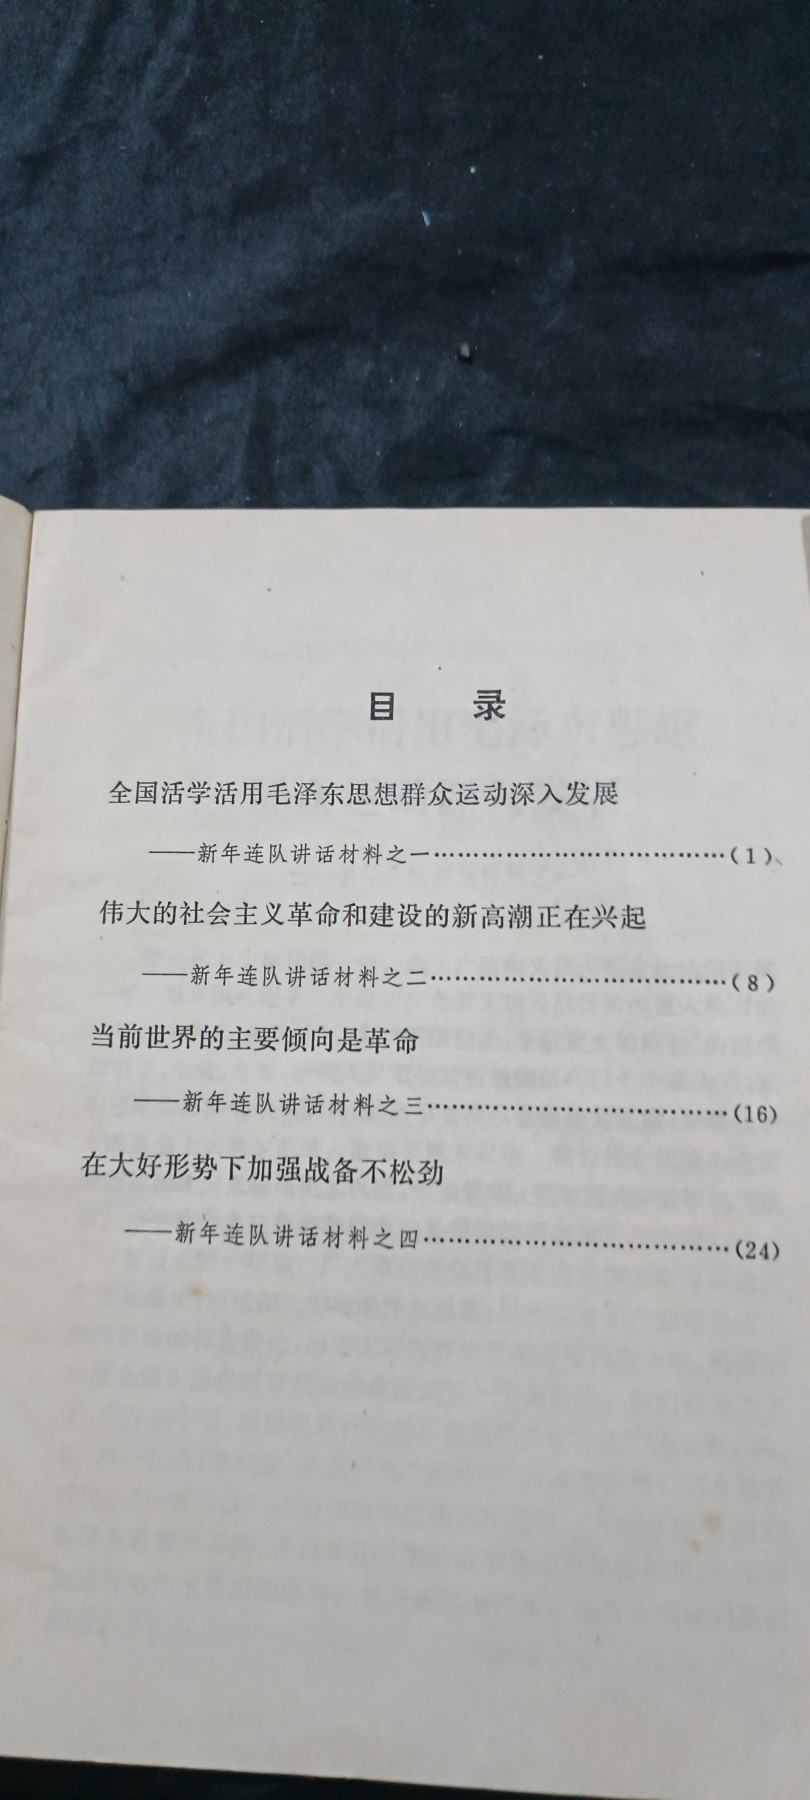 目 录
全国活学活用毛泽东思想群众运动深入发展
——新年连队讲话材料之一…………………………………(1)
伟大的社会主义革命和建设的新高潮正在兴起
——新年连队讲话材料之二…………………………………(8)
当前世界的主要倾向是革命
——新年连队讲话材料之三…………………………………(16)
在大好形势下加强战备不松劲
——新年连队讲话材料之四…………………………………(24)